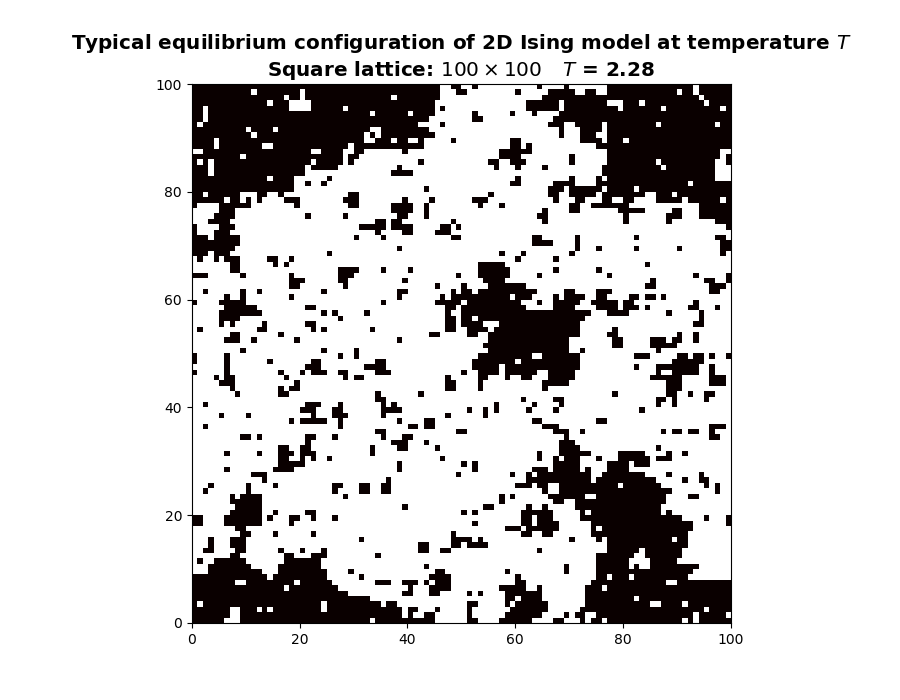 Typical equilibrium configuration of 2D Ising model at temperature T
Square lattice: 100 × 100 T = 2.28
100
80
60
40
20
0
0 20 40 60 80 100